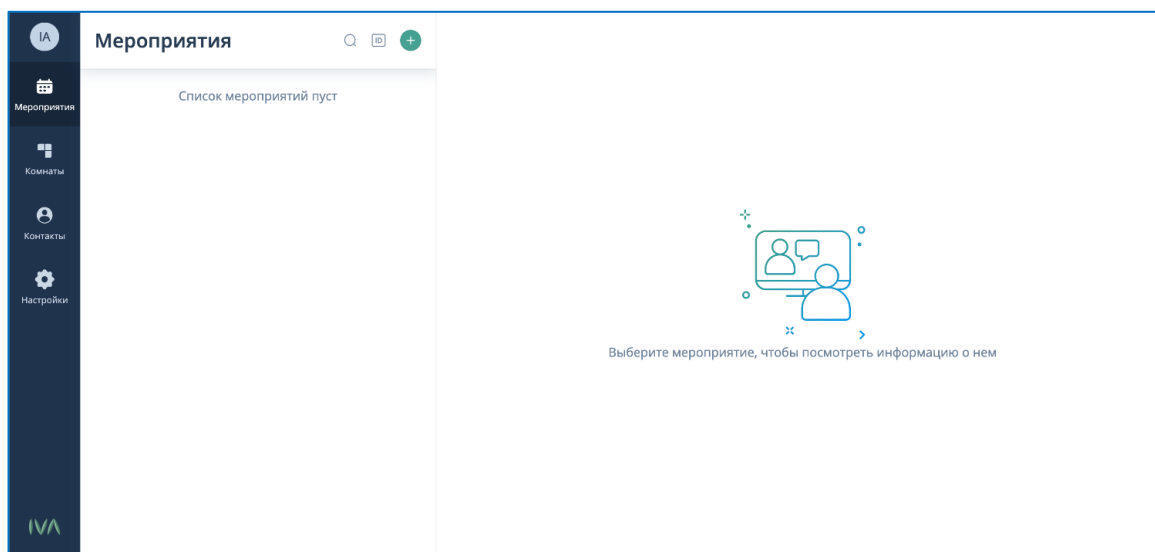 IA
Мероприятия
ID
+
Мероприятия
Список мероприятий пуст
Комнаты
Контакты
Настройки
Выберите мероприятие, чтобы посмотреть информацию о нем
IVA